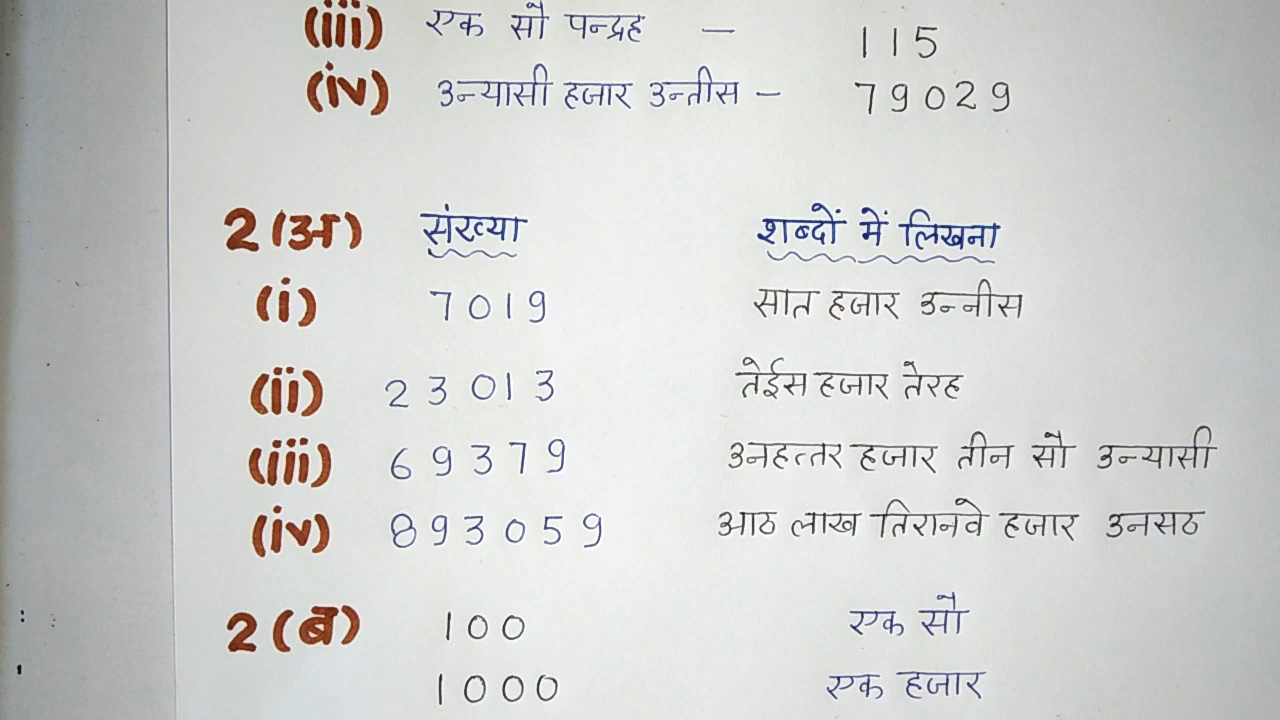 (iii) एक सौ पन्द्रह — 115
(iv) उन्यासी हजार उन्तीस — 79029
2 (अ) संख्या शब्दों में लिखना
(i) 7019 सात हजार उन्नीस
(ii) 23013 तेईस हजार तेरह
(iii) 69379 उनहत्तर हजार तीन सौ उन्यासी
(iv) 893059 आठ लाख तिरानवे हजार उनसठ
2 (ब) 100 एक सौ
1000 एक हजार